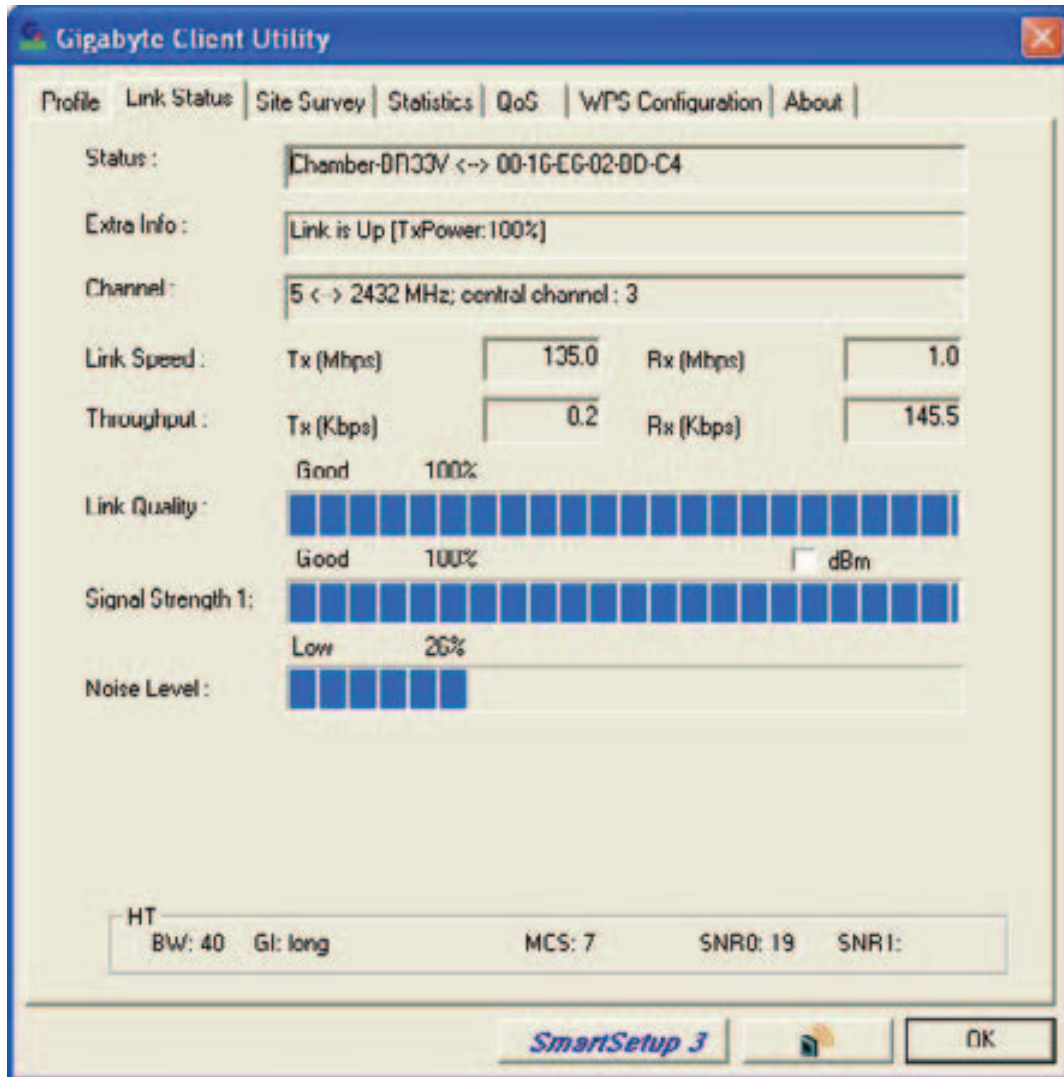 Gigabyte Client Utility
Profile Link Status Site Survey Statistics QoS WPS Configuration About
Status : Chamber-BR33V <--> 00-16-E6-02-BD-C4
Extra Info : Link is Up [TxPower:100%]
Channel : 5 <--> 2432 MHz; central channel : 3
Link Speed : Tx (Mbps) 135.0 Rx (Mbps) 1.0
Throughput : Tx (Kbps) 0.2 Rx (Kbps) 145.5
Good 100%
Link Quality :
Good 100% dBm
Signal Strength 1:
Low 26%
Noise Level :
HT
BW: 40 GI: long MCS: 7 SNR0: 19 SNR1:
SmartSetup 3 OK